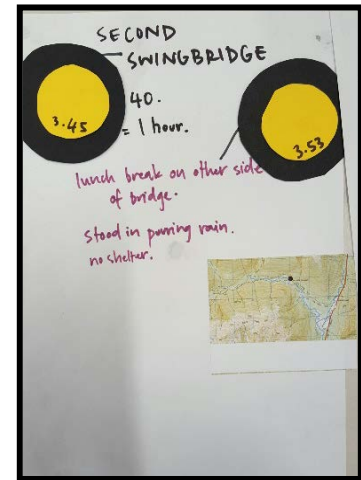 SECOND
SWINGBRIDGE
3.45
40.
= 1 hour.
3.53
lunch break on other side
of bridge.
stood in purring rain.
no shelter.